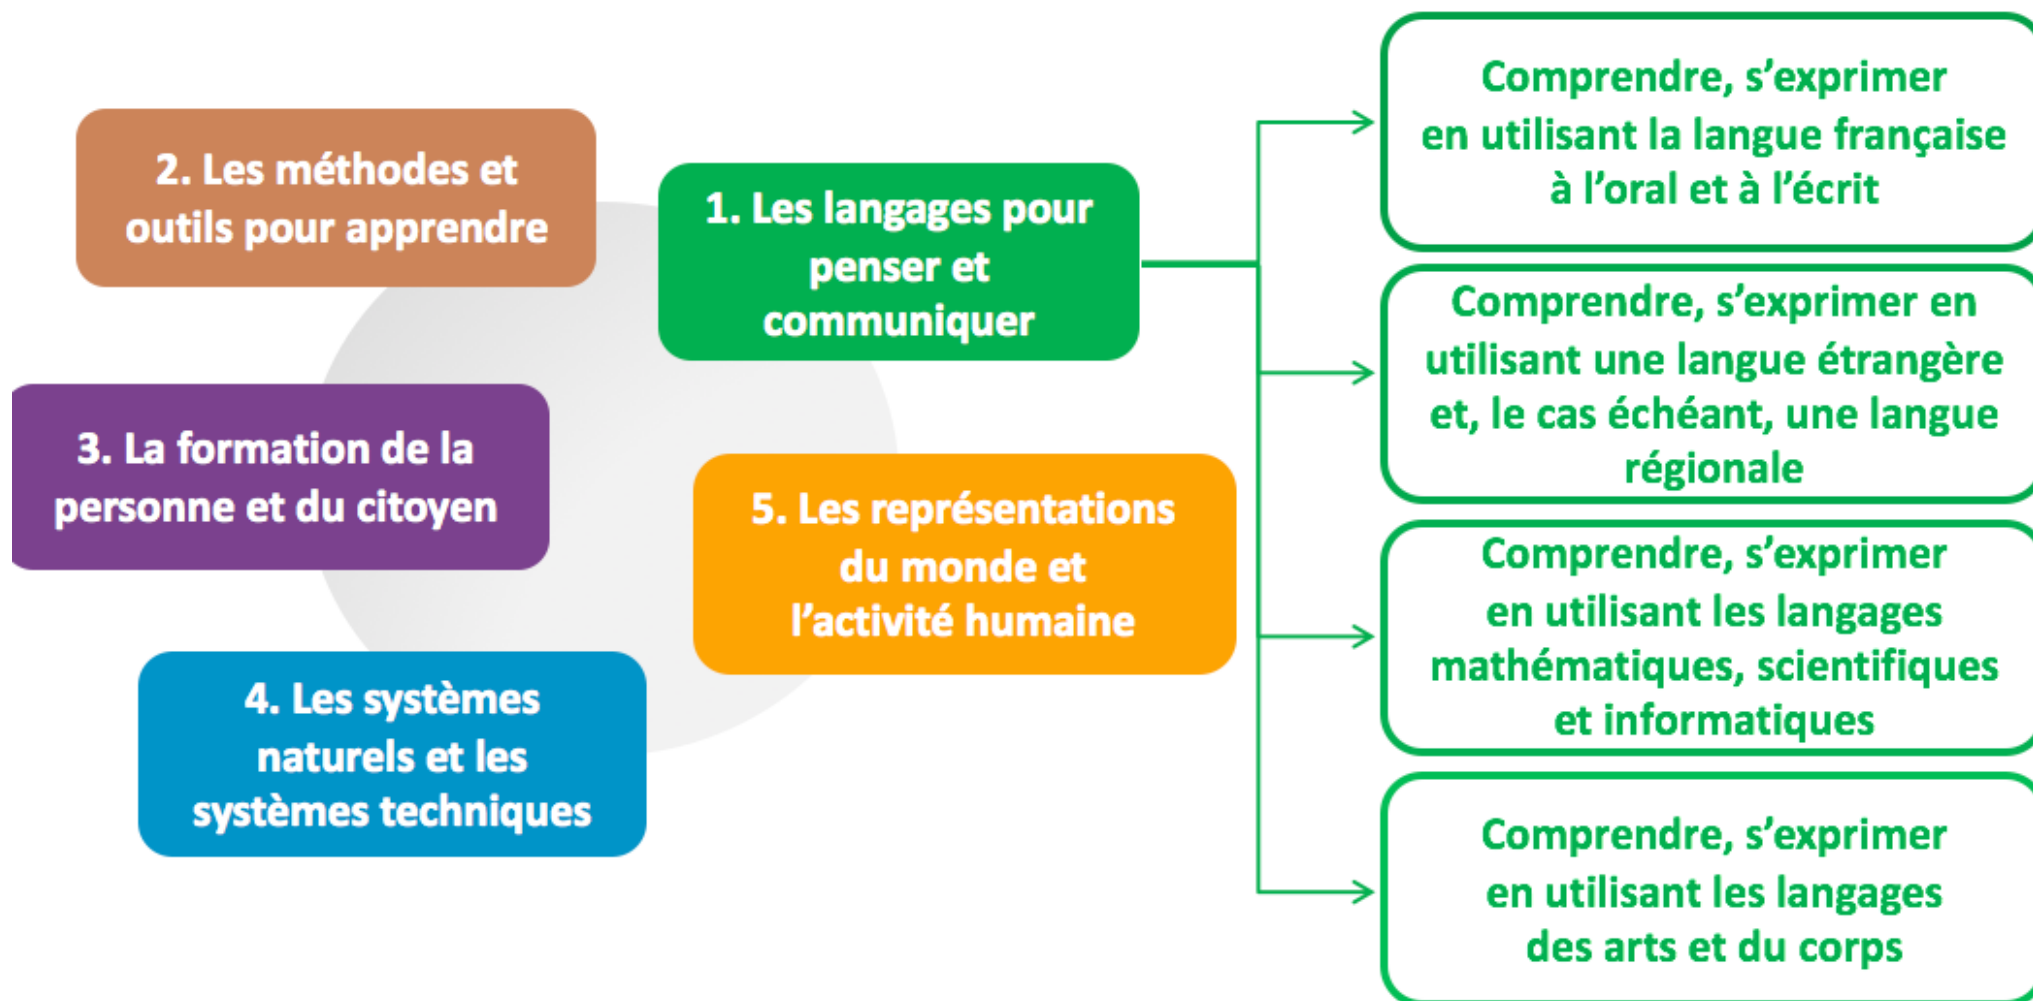 2. Les méthodes et
outils pour apprendre
1. Les langages pour
penser et
communiquer
3. La formation de la
personne et du citoyen
5. Les représentations
du monde et
l’activité humaine
4. Les systèmes
naturels et les
systèmes techniques
Comprendre, s’exprimer
en utilisant la langue française
à l’oral et à l’écrit
Comprendre, s’exprimer en
utilisant une langue étrangère
et, le cas échéant, une langue
régionale
Comprendre, s’exprimer
en utilisant les langages
mathématiques, scientifiques
et informatiques
Comprendre, s’exprimer
en utilisant les langages
des arts et du corps